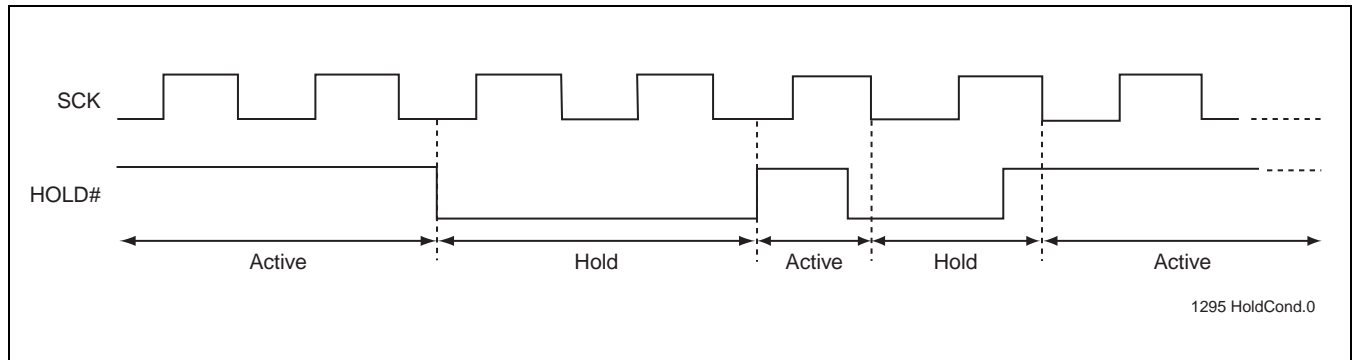 SCK
HOLD#
Active
Hold
Active
Hold
Active
1295 HoldCond.0